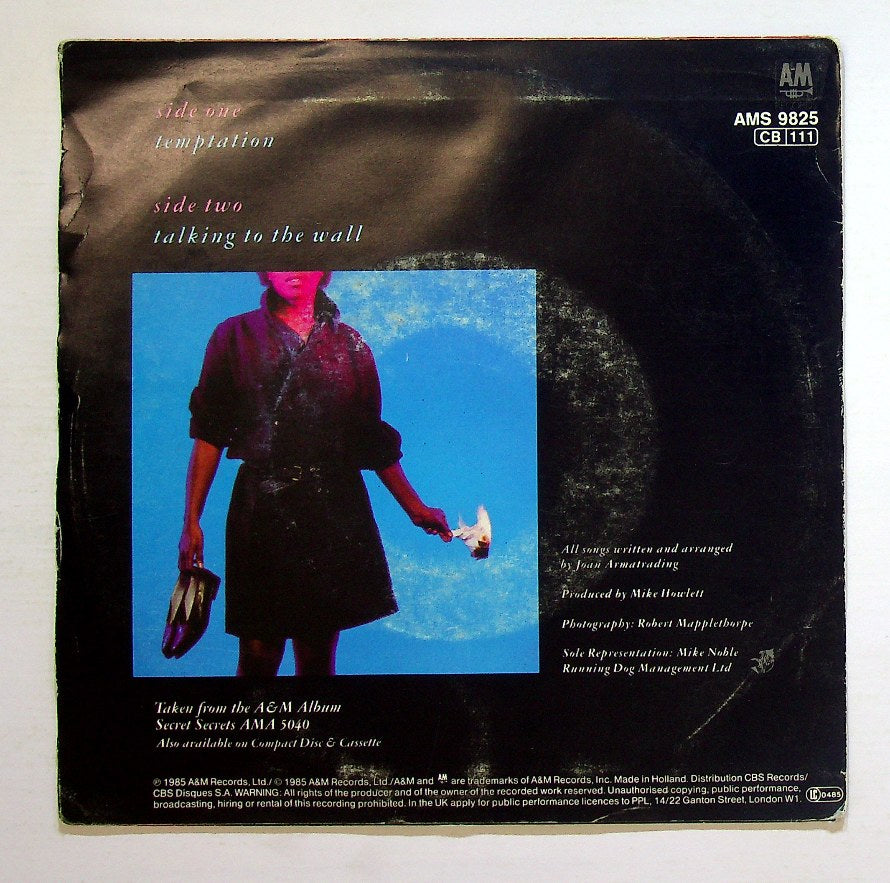 A&M
AMS 9825
CB 111
side one
temptation
side two
talking to the wall
All songs written and arranged
by Joan Armatrading
Produced by Mike Howlett
Photography: Robert Mapplethorpe
Sole Representation: Mike Noble
Running Dog Management Ltd
Taken from the A&M Album
Secret Secrets AMA 5040
Also available on Compact Disc & Cassette
℗ 1985 A&M Records, Ltd./ © 1985 A&M Records, Ltd./A&M and A&M are trademarks of A&M Records, Inc. Made in Holland. Distribution CBS Records/
CBS Disques S.A. WARNING: All rights of the producer and of the owner of the recorded work reserved. Unauthorised copying, public performance,
broadcasting, hiring or rental of this recording prohibited. In the UK apply for public performance licences to PPL, 14/22 Ganton Street, London W1.
LC 0485